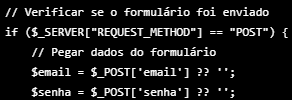 // Verificar se o formulário foi enviado
if ($_SERVER["REQUEST_METHOD"] == "POST") {
// Pegar dados do formulário
$email = $_POST['email'] ?? '';
$senha = $_POST['senha'] ?? '';